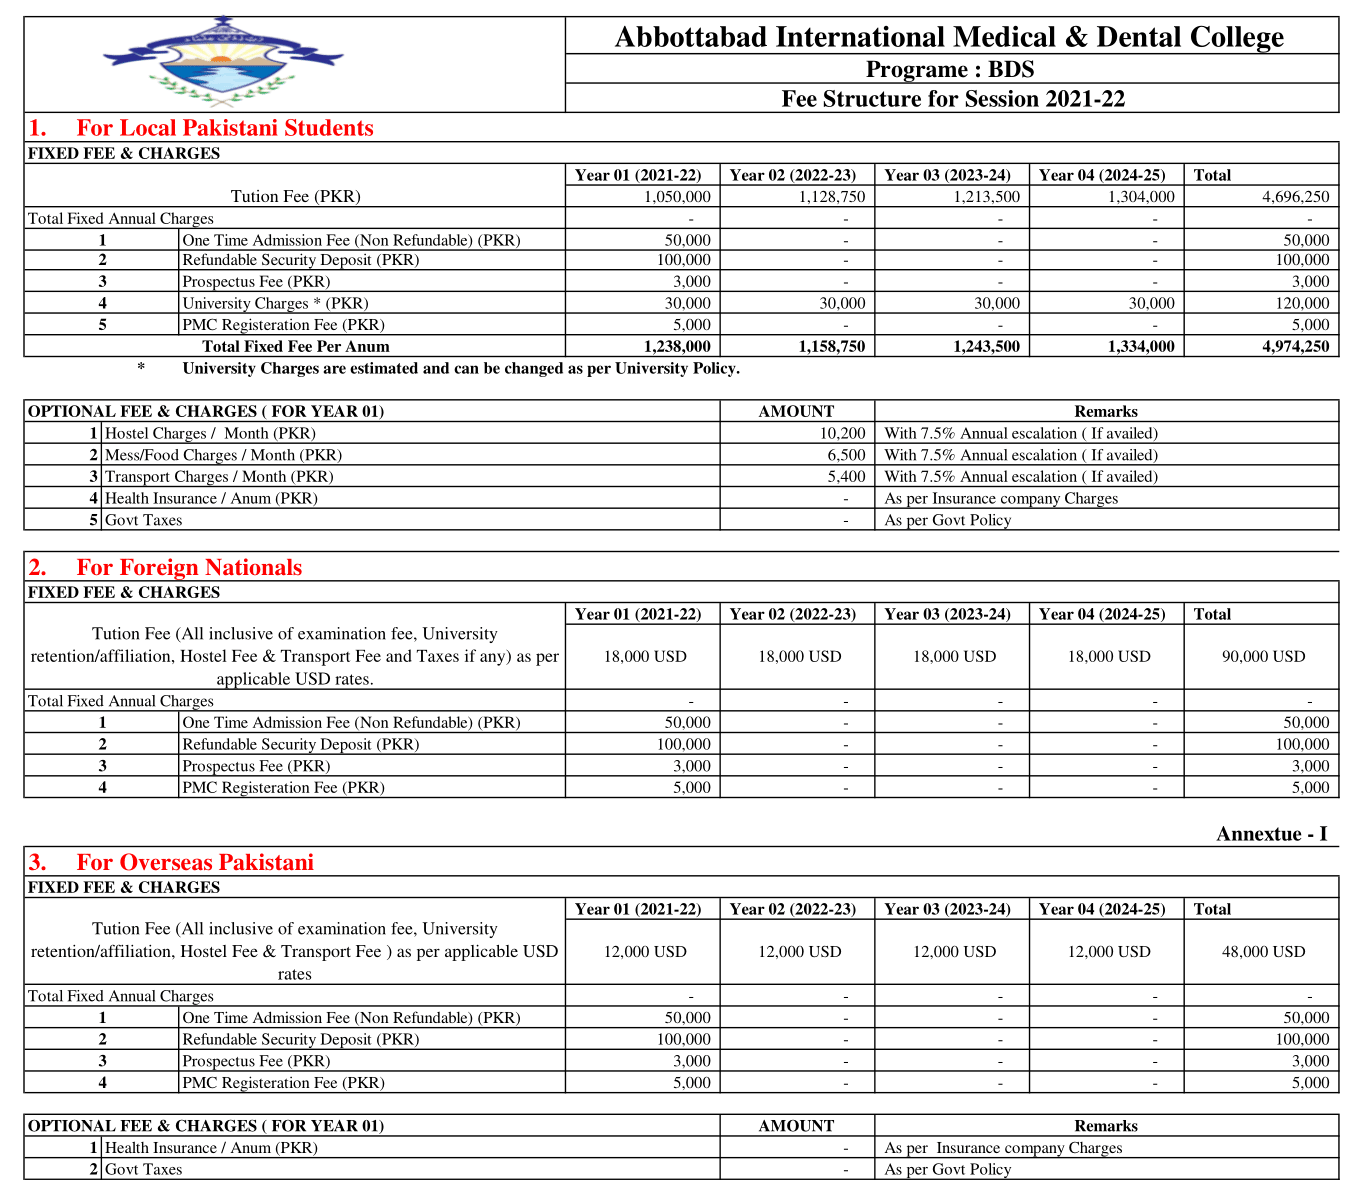 Abbottabad International Medical & Dental College
Programe : BDS
Fee Structure for Session 2021-22
1. For Local Pakistani Students
FIXED FEE & CHARGES
Year 01 (2021-22) Year 02 (2022-23) Year 03 (2023-24) Year 04 (2024-25) Total
Tution Fee (PKR) 1,050,000 1,128,750 1,213,500 1,304,000 4,696,250
Total Fixed Annual Charges - - - - -
1 One Time Admission Fee (Non Refundable) (PKR) 50,000 - - - 50,000
2 Refundable Security Deposit (PKR) 100,000 - - - 100,000
3 Prospectus Fee (PKR) 3,000 - - - 3,000
4 University Charges * (PKR) 30,000 30,000 30,000 30,000 120,000
5 PMC Registeration Fee (PKR) 5,000 - - - 5,000
Total Fixed Fee Per Anum 1,238,000 1,158,750 1,243,500 1,334,000 4,974,250
* University Charges are estimated and can be changed as per University Policy.
OPTIONAL FEE & CHARGES ( FOR YEAR 01) AMOUNT Remarks
1 Hostel Charges / Month (PKR) 10,200 With 7.5% Annual escalation ( If availed)
2 Mess/Food Charges / Month (PKR) 6,500 With 7.5% Annual escalation ( If availed)
3 Transport Charges / Month (PKR) 5,400 With 7.5% Annual escalation ( If availed)
4 Health Insurance / Anum (PKR) - As per Insurance company Charges
5 Govt Taxes - As per Govt Policy
2. For Foreign Nationals
FIXED FEE & CHARGES
Year 01 (2021-22) Year 02 (2022-23) Year 03 (2023-24) Year 04 (2024-25) Total
Tution Fee (All inclusive of examination fee, University
retention/affiliation, Hostel Fee & Transport Fee and Taxes if any) as per 18,000 USD 18,000 USD 18,000 USD 18,000 USD 90,000 USD
applicable USD rates.
Total Fixed Annual Charges - - - - -
1 One Time Admission Fee (Non Refundable) (PKR) 50,000 - - - 50,000
2 Refundable Security Deposit (PKR) 100,000 - - - 100,000
3 Prospectus Fee (PKR) 3,000 - - - 3,000
4 PMC Registeration Fee (PKR) 5,000 - - - 5,000
Annextue - I
3. For Overseas Pakistani
FIXED FEE & CHARGES
Year 01 (2021-22) Year 02 (2022-23) Year 03 (2023-24) Year 04 (2024-25) Total
Tution Fee (All inclusive of examination fee, University
retention/affiliation, Hostel Fee & Transport Fee ) as per applicable USD 12,000 USD 12,000 USD 12,000 USD 12,000 USD 48,000 USD
rates
Total Fixed Annual Charges - - - - -
1 One Time Admission Fee (Non Refundable) (PKR) 50,000 - - - 50,000
2 Refundable Security Deposit (PKR) 100,000 - - - 100,000
3 Prospectus Fee (PKR) 3,000 - - - 3,000
4 PMC Registeration Fee (PKR) 5,000 - - - 5,000
OPTIONAL FEE & CHARGES ( FOR YEAR 01) AMOUNT Remarks
1 Health Insurance / Anum (PKR) - As per Insurance company Charges
2 Govt Taxes - As per Govt Policy